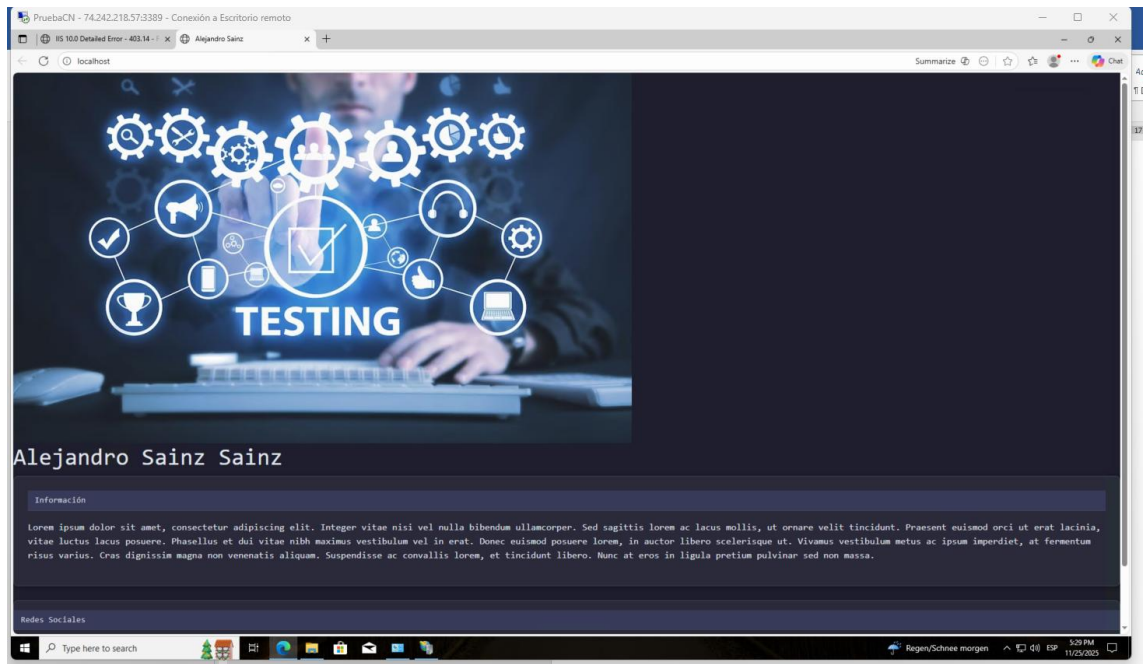 PruebaCN - 74.242.218.57:3389 - Conexión a Escritorio remoto
IIS 10.0 Detailed Error - 403.14 - Alejandro Sainz
localhost Summarize Chat
TESTING
Alejandro Sainz Sainz
Información
Lorem ipsum dolor sit amet, consectetur adipiscing elit. Integer vitae nisi vel nulla bibendum ullamcorper. Sed sagittis lorem ac lacus mollis, ut ornare velit tincidunt. Praesent euismod orci ut erat lacinia,
vitae luctus lacus posuere. Phasellus et dui vitae nibh maximus vestibulum vel in erat. Donec euismod posuere lorem, in auctor libero scelerisque ut. Vivamus vestibulum metus ac ipsum imperdiet, at fermentum
risus varius. Cras dignissim magna non venenatis aliquam. Suspendisse ac convallis lorem, et tincidunt libero. Nunc at eros in ligula pretium pulvinar sed non massa.
Redes Sociales
Type here to search Regen/Schnee morgen ESP 5:29 PM
11/25/2025